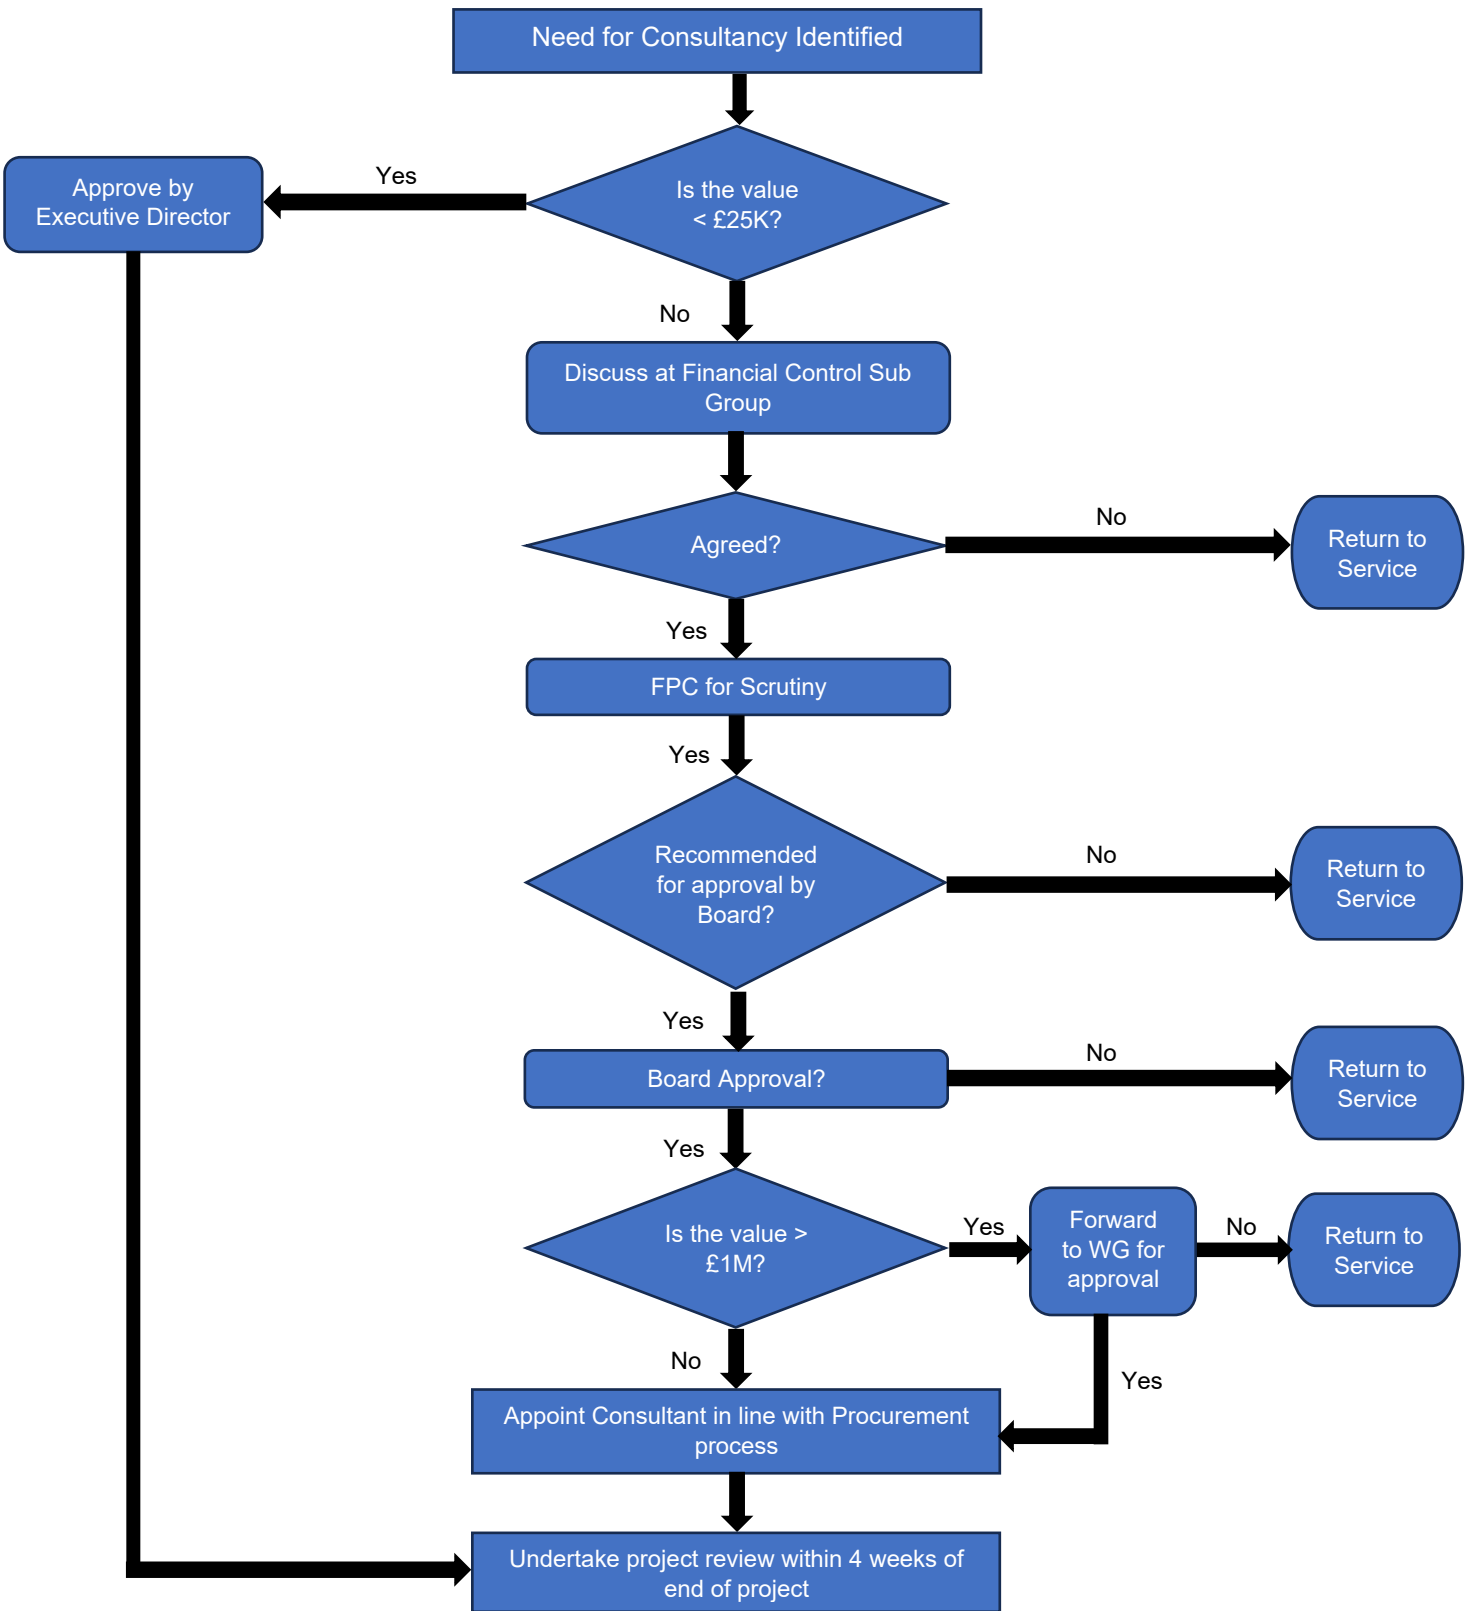 Need for Consultancy Identified
Yes
Approve by
Executive Director
Is the value
< £25K?
No
Discuss at Financial Control Sub
Group
Agreed?
No
Return to
Service
Yes
FPC for Scrutiny
Yes
Recommended
for approval by
Board?
No
Return to
Service
Yes
Board Approval?
No
Return to
Service
Yes
Is the value >
£1M?
Yes
Forward
to WG for
approval
No
Return to
Service
No
Yes
Appoint Consultant in line with Procurement
process
Undertake project review within 4 weeks of
end of project